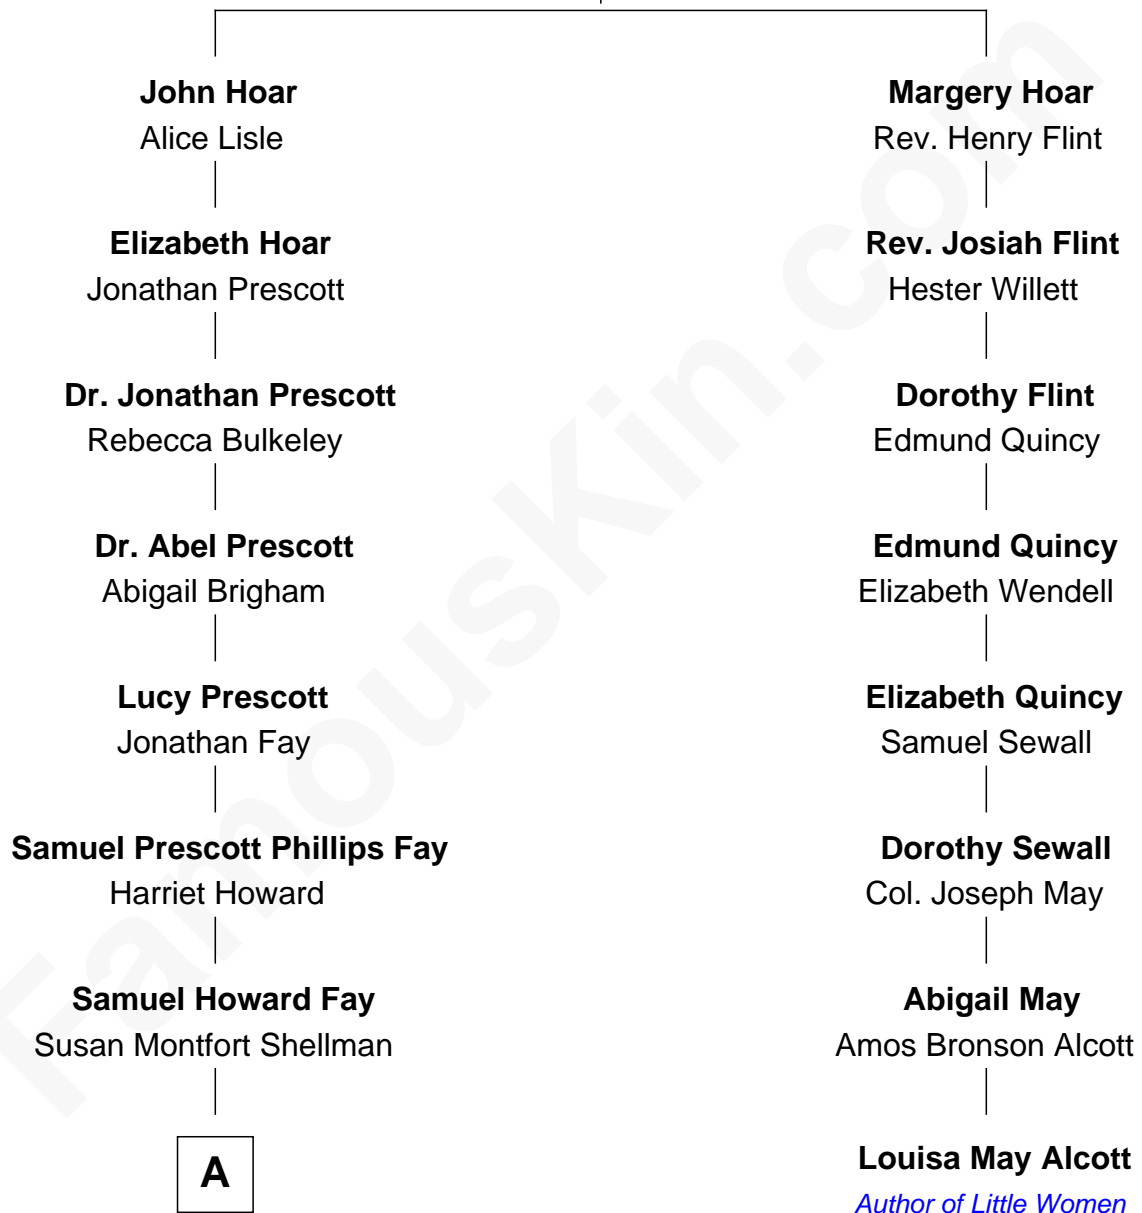 John Hoar
Alice Lisle
Elizabeth Hoar
Jonathan Prescott
Dr. Jonathan Prescott
Rebecca Bulkeley
Dr. Abel Prescott
Abigail Brigham
Lucy Prescott
Jonathan Fay
Samuel Prescott Phillips Fay
Harriet Howard
Samuel Howard Fay
Susan Montfort Shellman
A
Margery Hoar
Rev. Henry Flint
Rev. Josiah Flint
Hester Willett
Dorothy Flint
Edmund Quincy
Edmund Quincy
Elizabeth Wendell
Elizabeth Quincy
Samuel Sewall
Dorothy Sewall
Col. Joseph May
Abigail May
Amos Bronson Alcott
Louisa May Alcott
Author of Little Women
FamousKin.com